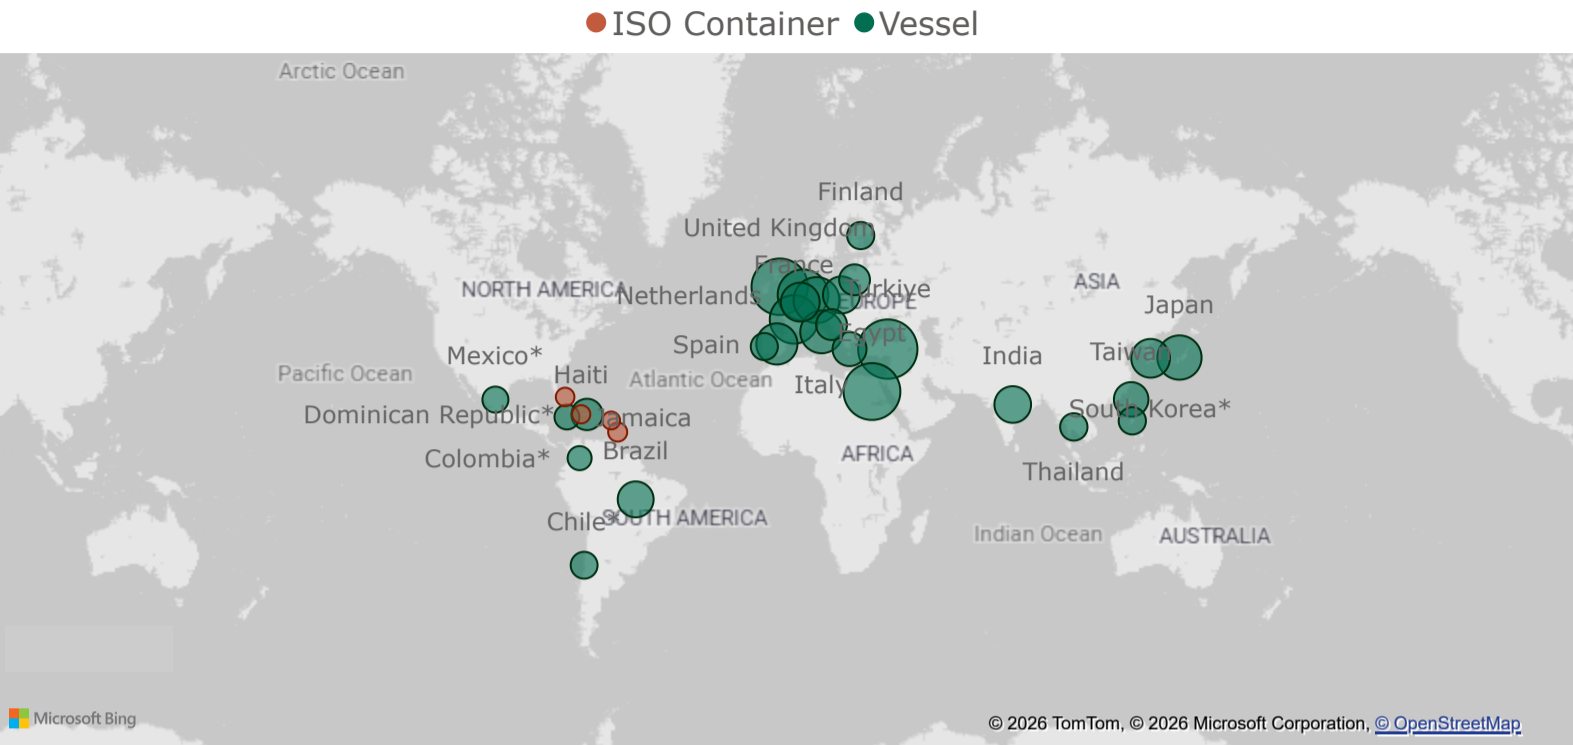 ISO Container Vessel
Arctic Ocean
Finland
United Kingdom
France
ASIA
NORTH AMERICA
Netherlands
Türkiye
EUROPE
Japan
Egypt
Spain
Taiwan
Mexico*
India
Haiti
Pacific Ocean
Atlantic Ocean
Italy
Dominican Republic*
Jamaica
South Korea*
Brazil
AFRICA
Colombia*
Thailand
Chile*
SOUTH AMERICA
Indian Ocean
AUSTRALIA
Microsoft Bing
© 2026 TomTom, © 2026 Microsoft Corporation, © OpenStreetMap